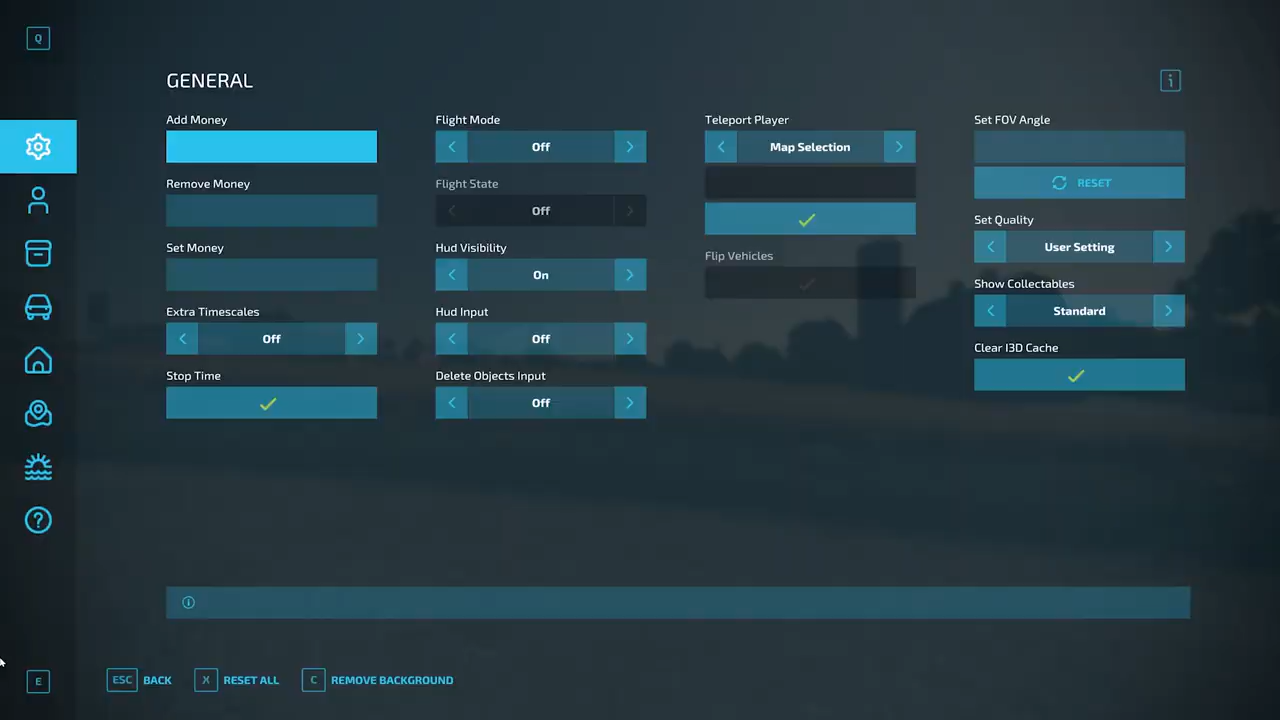 Q
GENERAL
i
Add Money
Remove Money
Set Money
Extra Timescales
Off
Stop Time
Flight Mode
Off
Flight State
Off
Hud Visibility
On
Hud Input
Off
Delete Objects Input
Off
Teleport Player
Map Selection
Flip Vehicles
Set FOV Angle
RESET
Set Quality
User Setting
Show Collectables
Standard
Clear I3D Cache
E
ESC BACK X RESET ALL C REMOVE BACKGROUND